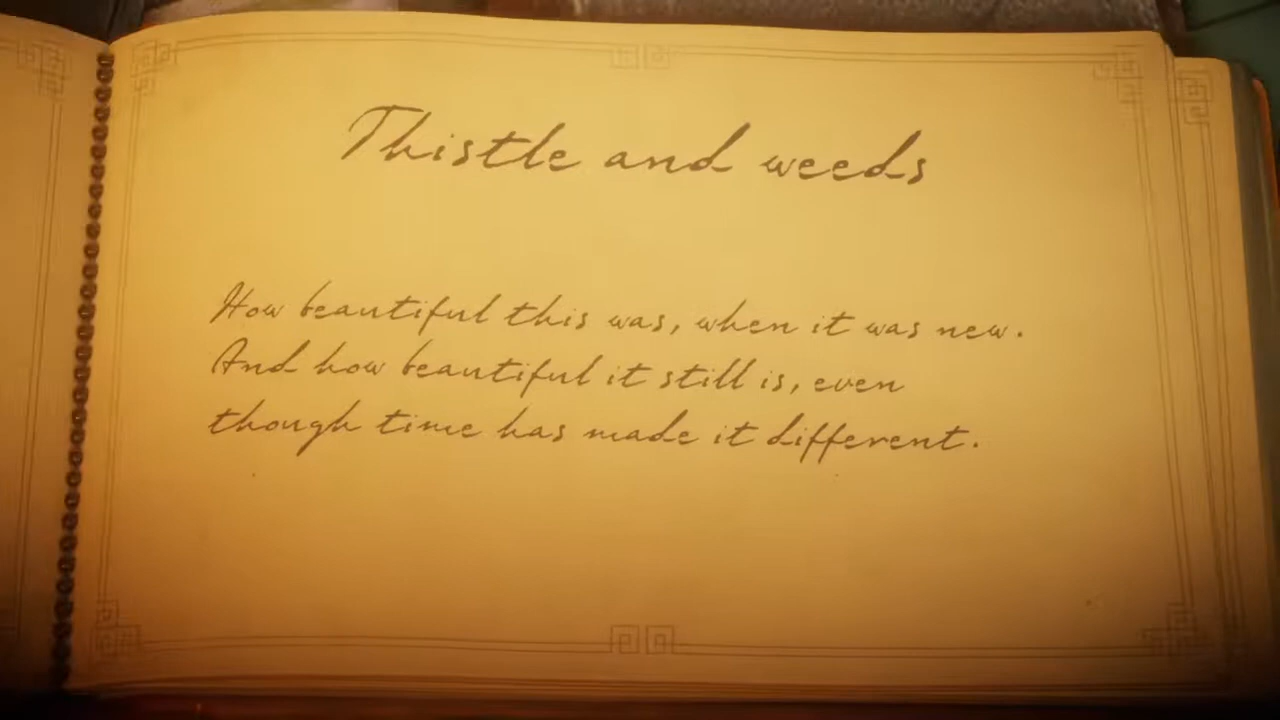 Thistle and weeds
How beautiful this was, when it was new.
And how beautiful it still is, even
though time has made it different.